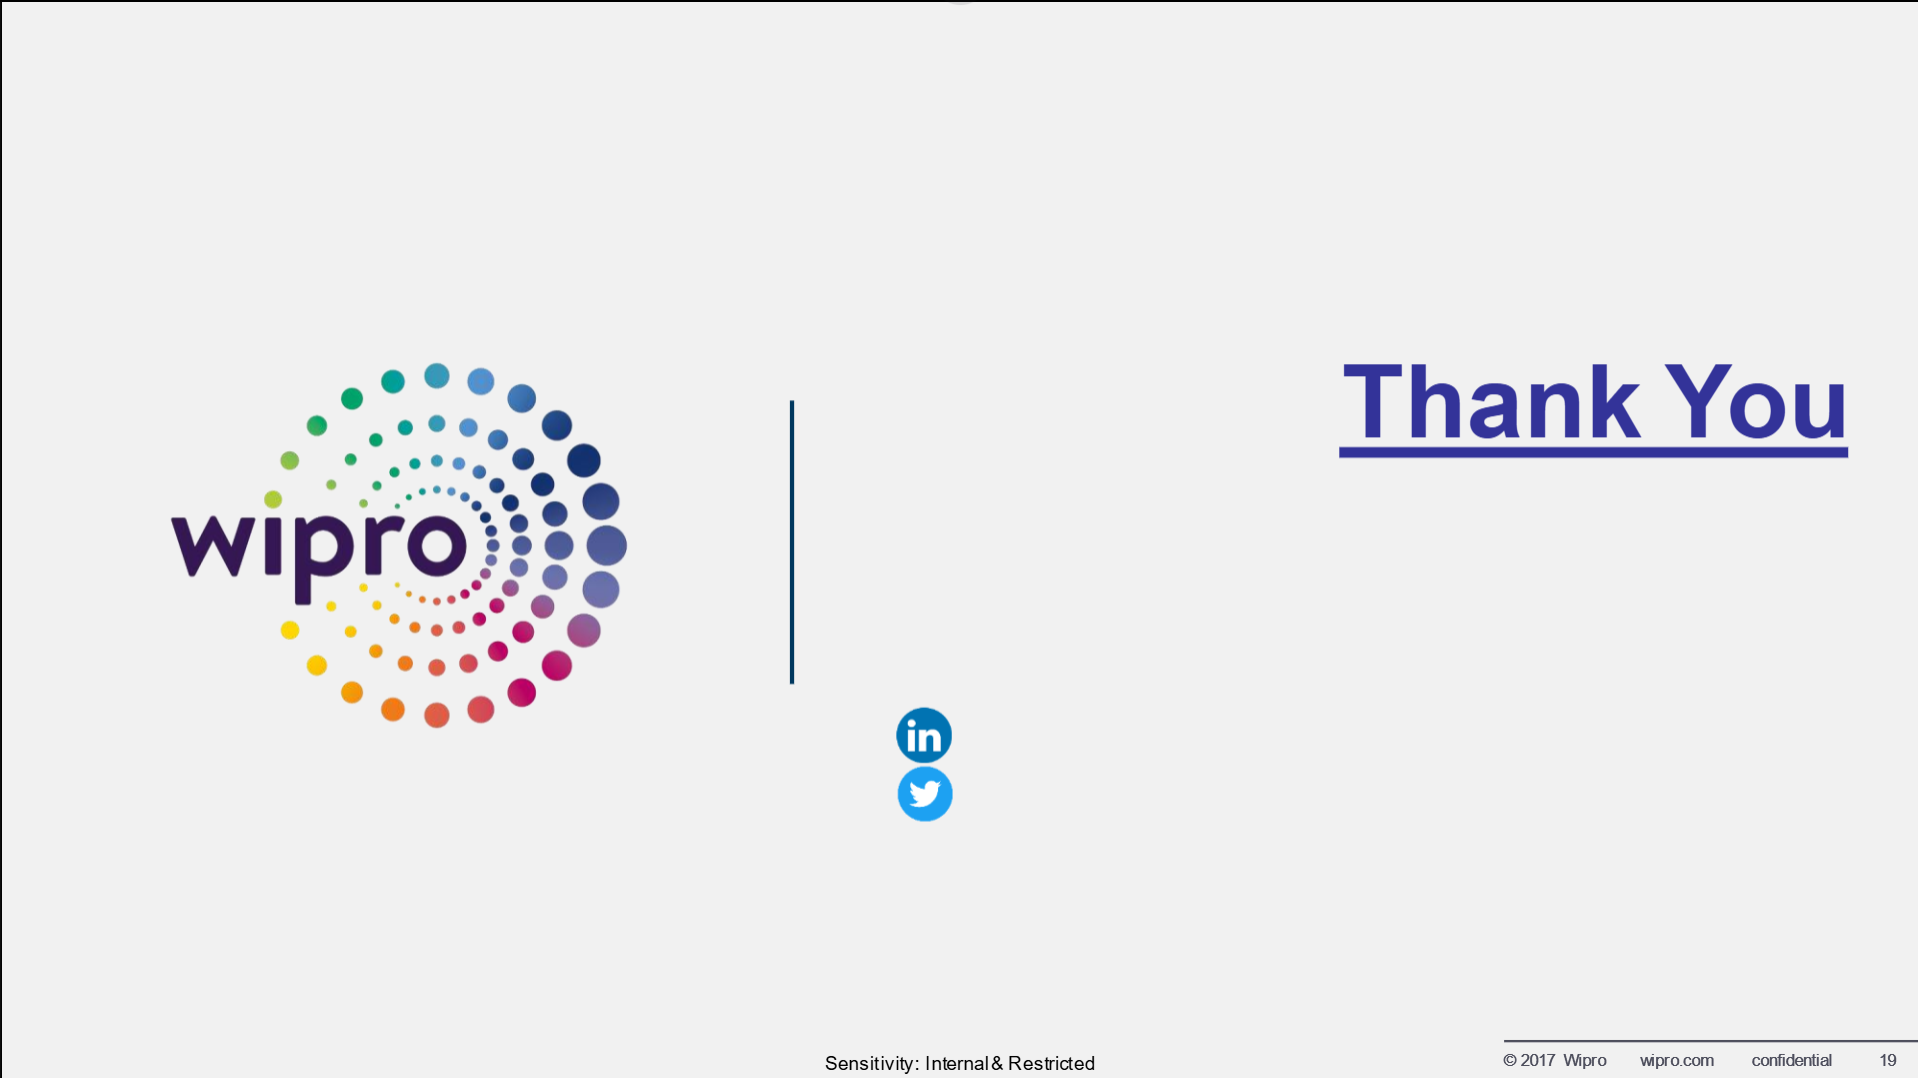 Thank You
wipro
in
Sensitivity: Internal & Restricted
© 2017 Wipro wipro.com confidential 19